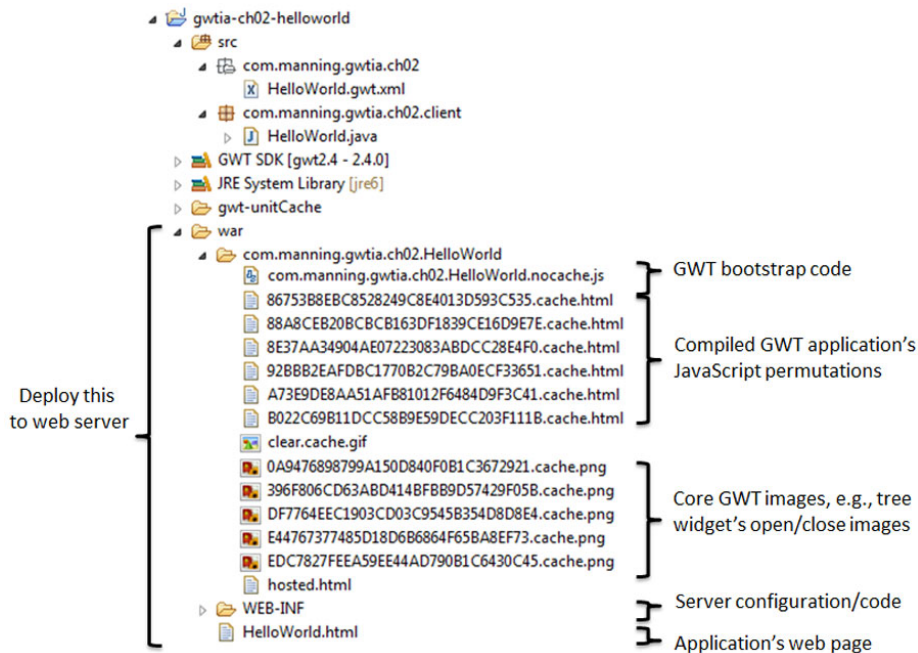 gwtia-ch02-helloworld
src
com.manning.gwtia.ch02
HelloWorld.gwt.xml
com.manning.gwtia.ch02.client
HelloWorld.java
GWT SDK [gwt2.4 - 2.4.0]
JRE System Library [jre6]
gwt-unitCache
war
com.manning.gwtia.ch02.HelloWorld
com.manning.gwtia.ch02.HelloWorld.nocache.js
86753B8EBC8528249C8E4013D593C535.cache.html
88A8CEB20BCBCB163DF1839CE16D9E7E.cache.html
8E37AA34904AE07223083ABDCC28E4F0.cache.html
92BBB2EAFDBC1770B2C79BA0ECF33651.cache.html
A73E9DE8AA51AFB81012F6484D9F3C41.cache.html
B022C69B11DCC58B9E59DECC203F111B.cache.html
clear.cache.gif
0A9476898799A150D840F0B1C3672921.cache.png
396F806CD63ABD414BFBB9D57429F05B.cache.png
DF7764EEC1903CD03C9545B354D8D8E4.cache.png
E44767377485D18D6B6864F65BA8EF73.cache.png
EDC7827FEEA59EE44AD790B1C6430C45.cache.png
hosted.html
WEB-INF
HelloWorld.html
Deploy this
to web server
GWT bootstrap code
Compiled GWT application's
JavaScript permutations
Core GWT images, e.g., tree
widget's open/close images
Server configuration/code
Application's web page